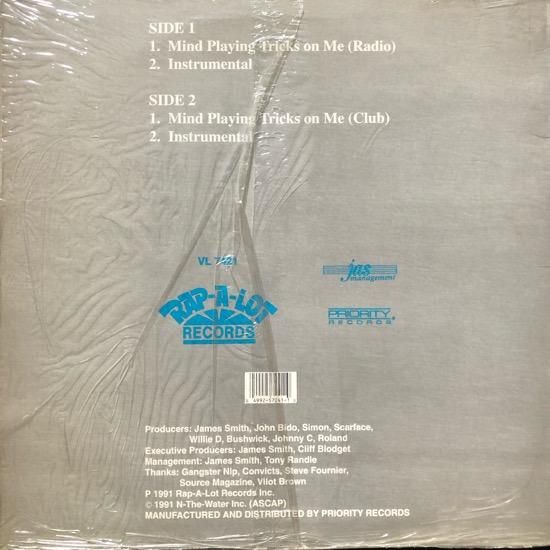 SIDE 1
1. Mind Playing Tricks on Me (Radio)
2. Instrumental
SIDE 2
1. Mind Playing Tricks on Me (Club)
2. Instrumental
VL 7421
jas
management
RAP-A-LOT
RECORDS
PRIORITY
RECORDS
Producers: James Smith, John Bido, Simon, Scarface,
Willie D, Bushwick, Johnny C, Roland
Executive Producers: James Smith, Cliff Blodget
Management: James Smith, Tony Randle
Thanks: Gangster Nip, Convicts, Steve Fournier,
Source Magazine, Vilot Brown
P 1991 Rap-A-Lot Records Inc.
© 1991 N-The-Water Inc. (ASCAP)
MANUFACTURED AND DISTRIBUTED BY PRIORITY RECORDS